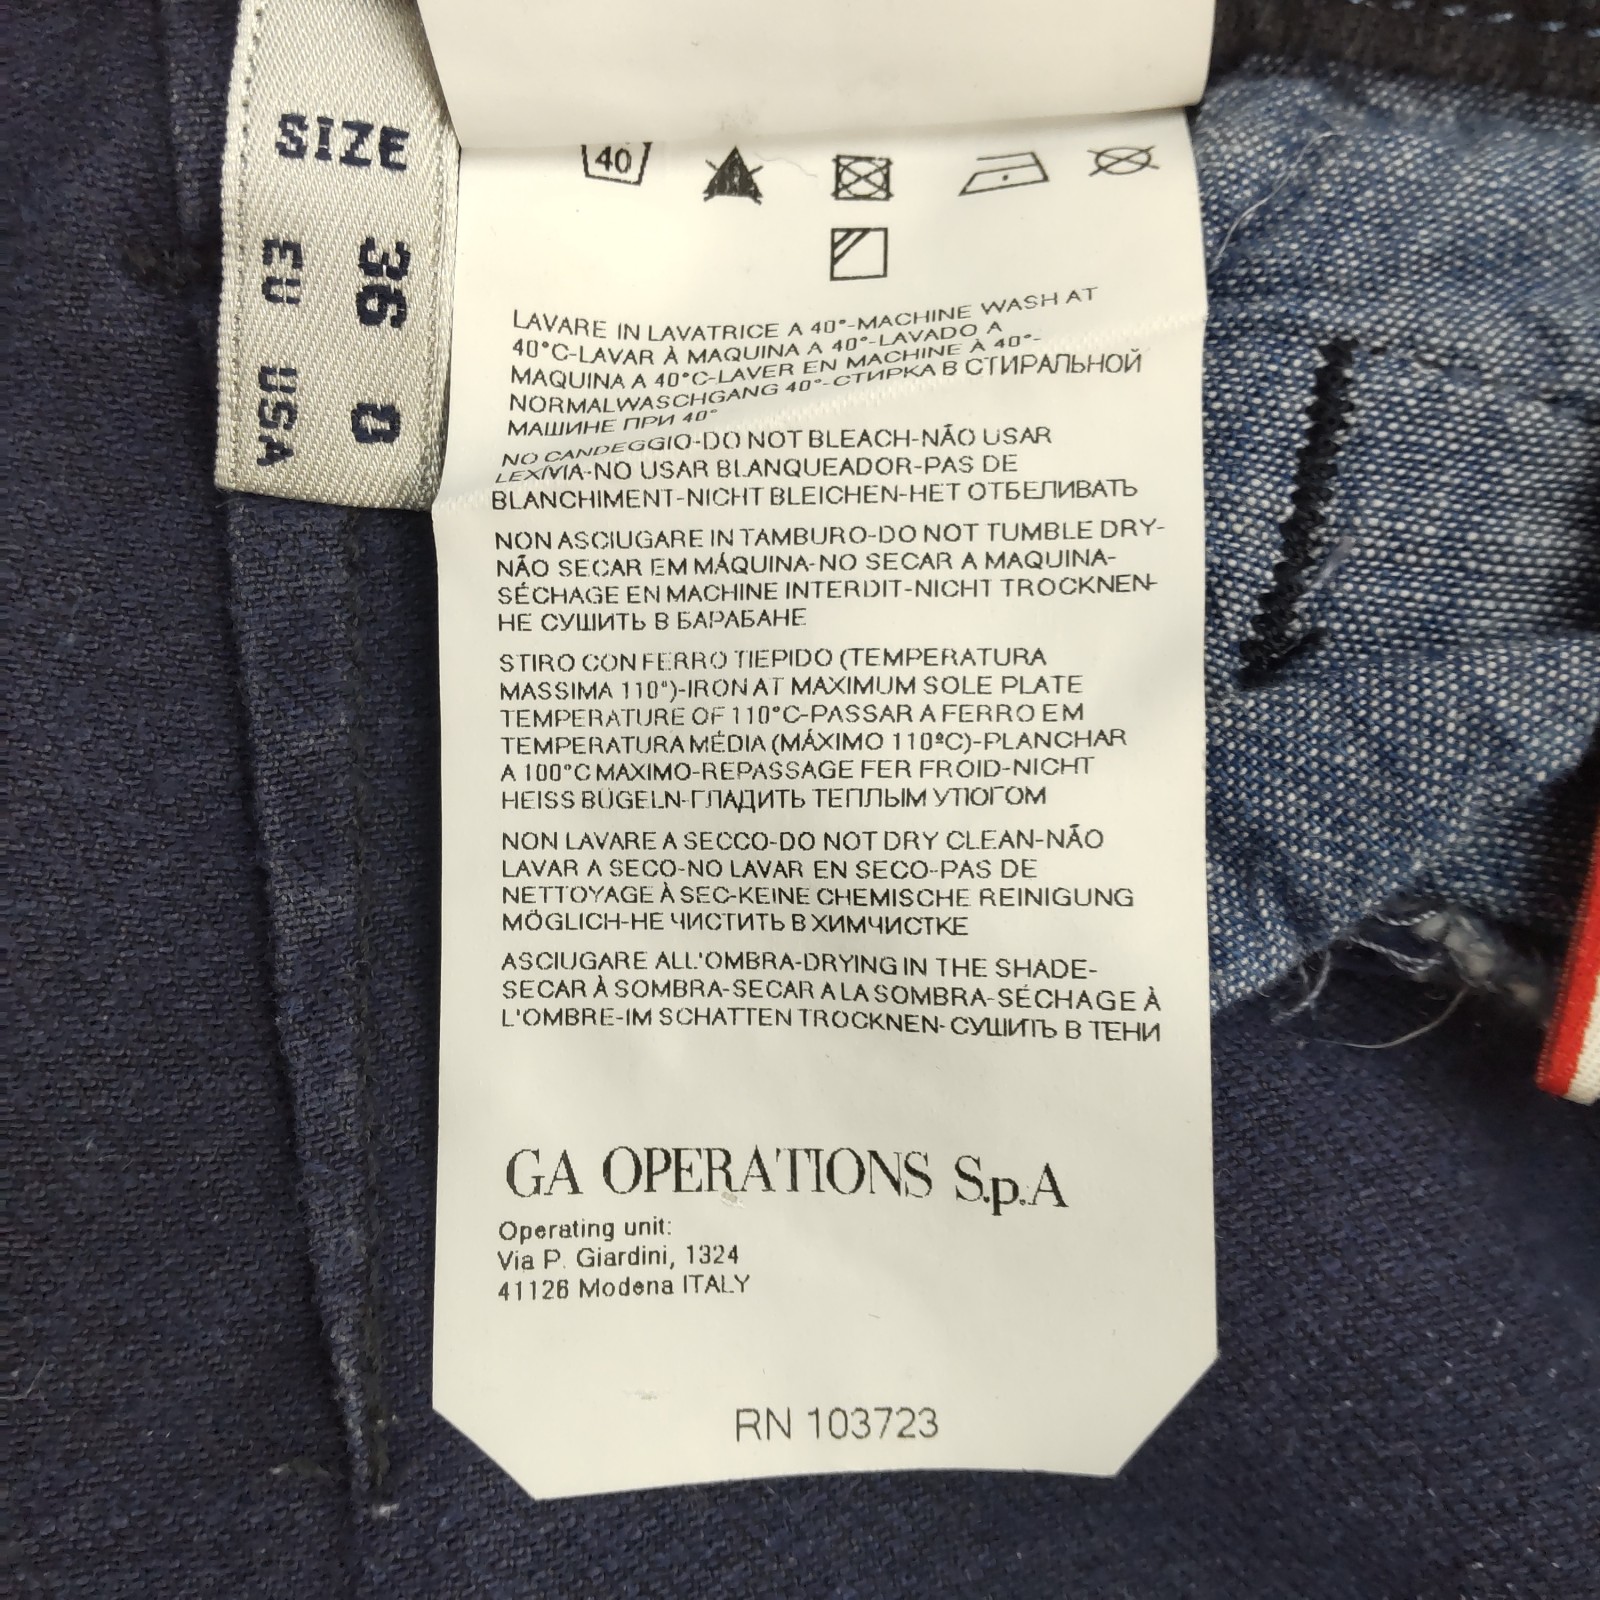 SIZE
36 EU
0 USA
40
LAVARE IN LAVATRICE A 40°-MACHINE WASH AT
40°C-LAVAR À MAQUINA A 40°-LAVADO A
MAQUINA A 40°C-LAVER EN MACHINE À 40°-
NORMALWASCHGANG 40°-СТИРКА В СТИРАЛЬНОЙ
МАШИНЕ ПРИ 40°
NO CANDEGGIO-DO NOT BLEACH-NÃO USAR
LEXIVIA-NO USAR BLANQUEADOR-PAS DE
BLANCHIMENT-NICHT BLEICHEN-НЕТ ОТБЕЛИВАТЬ
NON ASCIUGARE IN TAMBURO-DO NOT TUMBLE DRY-
NÃO SECAR EM MÁQUINA-NO SECAR A MAQUINA-
SÉCHAGE EN MACHINE INTERDIT-NICHT TROCKNEN-
НЕ СУШИТЬ В БАРАБАНЕ
STIRO CON FERRO TIEPIDO (TEMPERATURA
MASSIMA 110°)-IRON AT MAXIMUM SOLE PLATE
TEMPERATURE OF 110°C-PASSAR A FERRO EM
TEMPERATURA MÉDIA (MÁXIMO 110ºC)-PLANCHAR
A 100°C MAXIMO-REPASSAGE FER FROID-NICHT
HEISS BÜGELN-ГЛАДИТЬ ТЕПЛЫМ УТЮГОМ
NON LAVARE A SECCO-DO NOT DRY CLEAN-NÃO
LAVAR A SECO-NO LAVAR EN SECO-PAS DE
NETTOYAGE À SEC-KEINE CHEMISCHE REINIGUNG
MÖGLICH-НЕ ЧИСТИТЬ В ХИМЧИСТКЕ
ASCIUGARE ALL'OMBRA-DRYING IN THE SHADE-
SECAR À SOMBRA-SECAR A LA SOMBRA-SÉCHAGE À
L'OMBRE-IM SCHATTEN TROCKNEN-СУШИТЬ В ТЕНИ
GA OPERATIONS S.p.A
Operating unit:
Via P. Giardini, 1324
41126 Modena ITALY
RN 103723